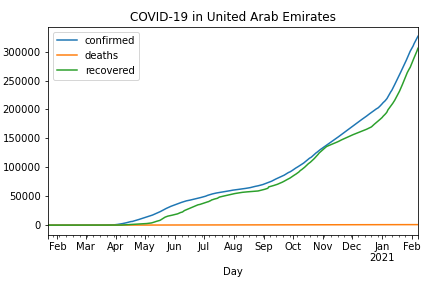 COVID-19 in United Arab Emirates
confirmed
deaths
recovered
300000
250000
200000
150000
100000
50000
0
Feb Mar Apr May Jun Jul Aug Sep Oct Nov Dec Jan Feb
2021
Day